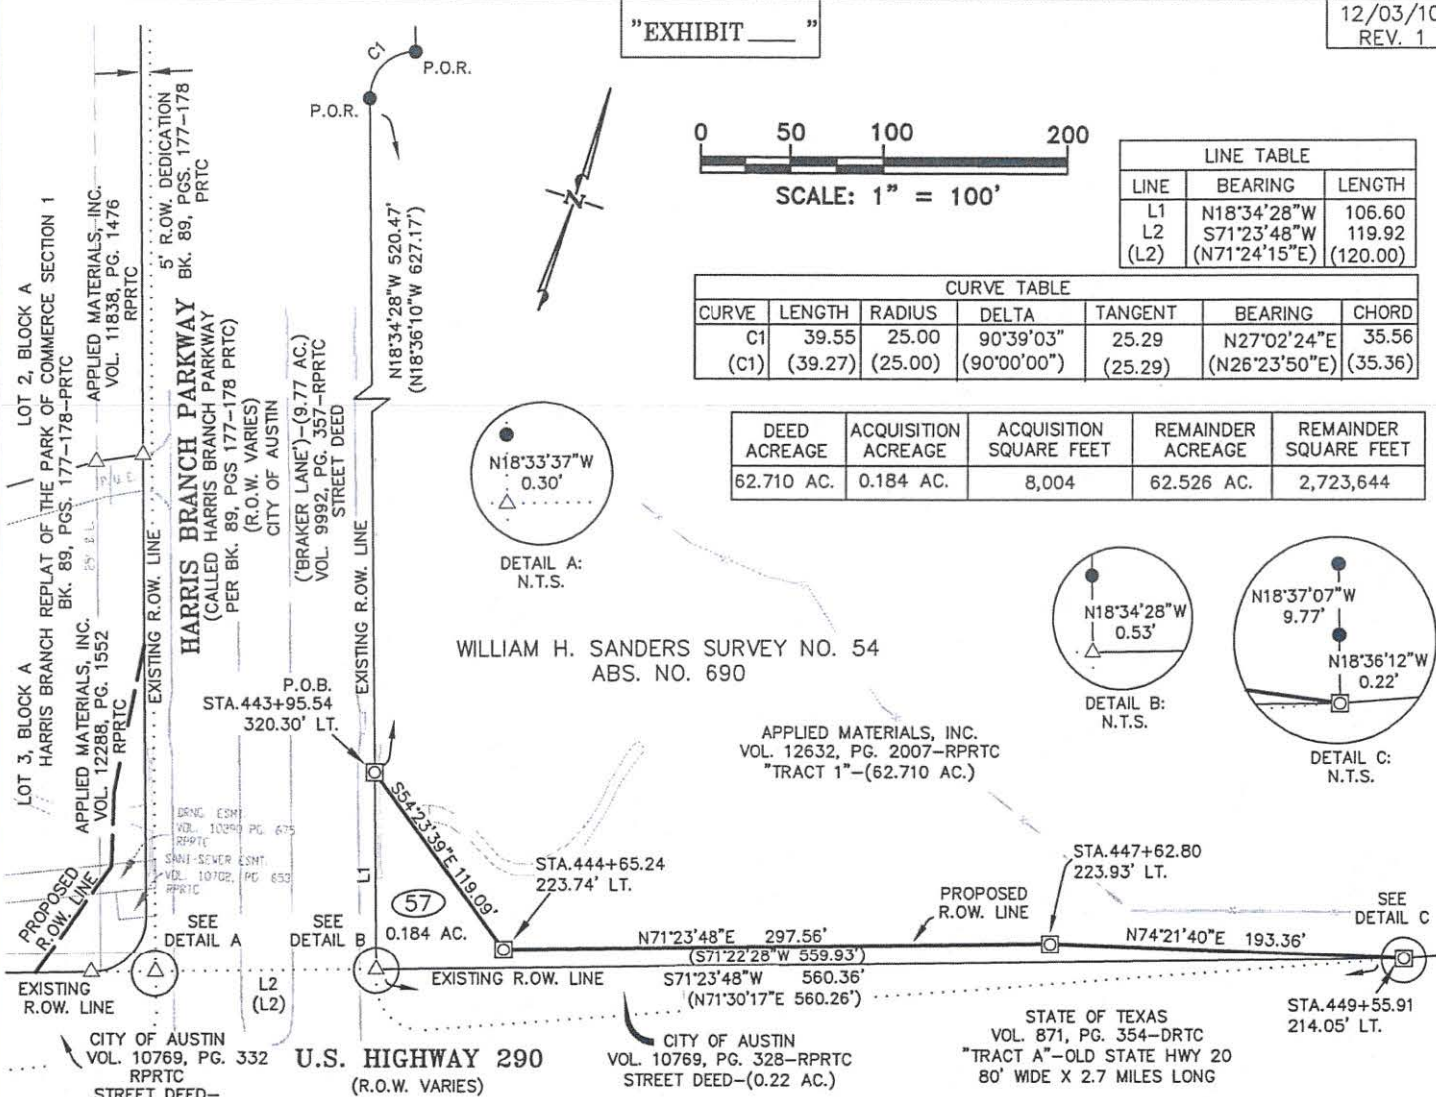 "EXHIBIT ____ "
12/03/10
REV. 1
C1
P.O.R.
P.O.R.
N18°34'28"W 520.47'
(N18°36'10"W 627.17')
N
0 50 100 200
SCALE: 1" = 100'
LINE TABLE
LINE BEARING LENGTH
L1 N18°34'28"W 106.60
L2 S71°23'48"W 119.92
(L2) (N71°24'15"E) (120.00)
CURVE TABLE
CURVE LENGTH RADIUS DELTA TANGENT BEARING CHORD
C1 39.55 25.00 90°39'03" 25.29 N27°02'24"E 35.56
(C1) (39.27) (25.00) (90°00'00") (25.29) (N26°23'50"E) (35.36)
DEED ACREAGE
ACQUISITION ACREAGE
ACQUISITION SQUARE FEET
REMAINDER ACREAGE
REMAINDER SQUARE FEET
62.710 AC. 0.184 AC. 8,004 62.526 AC. 2,723,644
LOT 2, BLOCK A
HARRIS BRANCH REPLAT OF THE PARK OF COMMERCE SECTION 1
BK. 89, PGS. 177-178-PRTC
LOT 3, BLOCK A
APPLIED MATERIALS, INC.
VOL. 11838, PG. 1476
RPRTC
APPLIED MATERIALS, INC.
VOL. 12288, PG. 1552
RPRTC
5' R.O.W. DEDICATION
BK. 89, PGS. 177-178
PRTC
P.U.E.
25' B.L.
EXISTING R.O.W. LINE
HARRIS BRANCH PARKWAY
(CALLED HARRIS BRANCH PARKWAY
PER BK. 89, PGS 177-178 PRTC)
(R.O.W. VARIES)
CITY OF AUSTIN
('BRAKER LANE')-(9.77 AC.)
VOL. 9992, PG. 357-RPRTC
STREET DEED
EXISTING R.O.W. LINE
N18°33'37"W
0.30'
DETAIL A:
N.T.S.
N18°34'28"W
0.53'
DETAIL B:
N.T.S.
N18°37'07"W
9.77'
N18°36'12"W
0.22'
DETAIL C:
N.T.S.
WILLIAM H. SANDERS SURVEY NO. 54
ABS. NO. 690
P.O.B.
STA.443+95.54
320.30' LT.
APPLIED MATERIALS, INC.
VOL. 12632, PG. 2007-RPRTC
"TRACT 1"-(62.710 AC.)
DRNG. ESMT
VOL. 10290 PG. 675
RPRTC
SANI-SEWER ESMT.
VOL. 10702, PG 653
RPRTC
PROPOSED
R.OW. LINE
S54°23'39"E 119.09'
L1
57
0.184 AC.
STA.444+65.24
223.74' LT.
STA.447+62.80
223.93' LT.
PROPOSED
R.O.W. LINE
SEE
DETAIL A
SEE
DETAIL B
SEE
DETAIL C
N71°23'48"E 297.56'
(S71°22'28"W 559.93')
N74°21'40"E 193.36'
EXISTING
R.OW. LINE
L2
(L2)
EXISTING R.OW. LINE
S71°23'48"W 560.36'
(N71°30'17"E 560.26')
STA.449+55.91
214.05' LT.
CITY OF AUSTIN
VOL. 10769, PG. 332
RPRTC
STREET DEED-
U.S. HIGHWAY 290
(R.O.W. VARIES)
CITY OF AUSTIN
VOL. 10769, PG. 328-RPRTC
STREET DEED-(0.22 AC.)
STATE OF TEXAS
VOL. 871, PG. 354-DRTC
"TRACT A"-OLD STATE HWY 20
80' WIDE X 2.7 MILES LONG